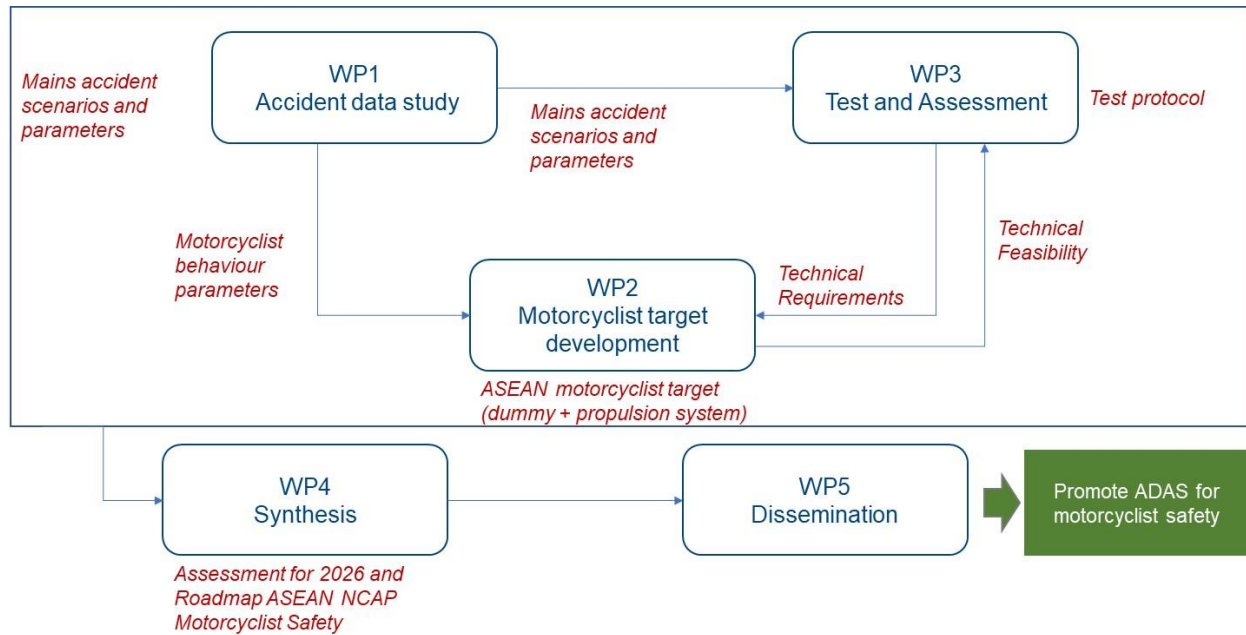 WP1
Accident data study
WP3
Test and Assessment
Mains accident
scenarios and
parameters
Mains accident
scenarios and
parameters
Test protocol
Motorcyclist
behaviour
parameters
WP2
Motorcyclist target
development
Technical
Requirements
Technical
Feasibility
ASEAN motorcyclist target
(dummy + propulsion system)
WP4
Synthesis
WP5
Dissemination
Promote ADAS for
motorcyclist safety
Assessment for 2026 and
Roadmap ASEAN NCAP
Motorcyclist Safety